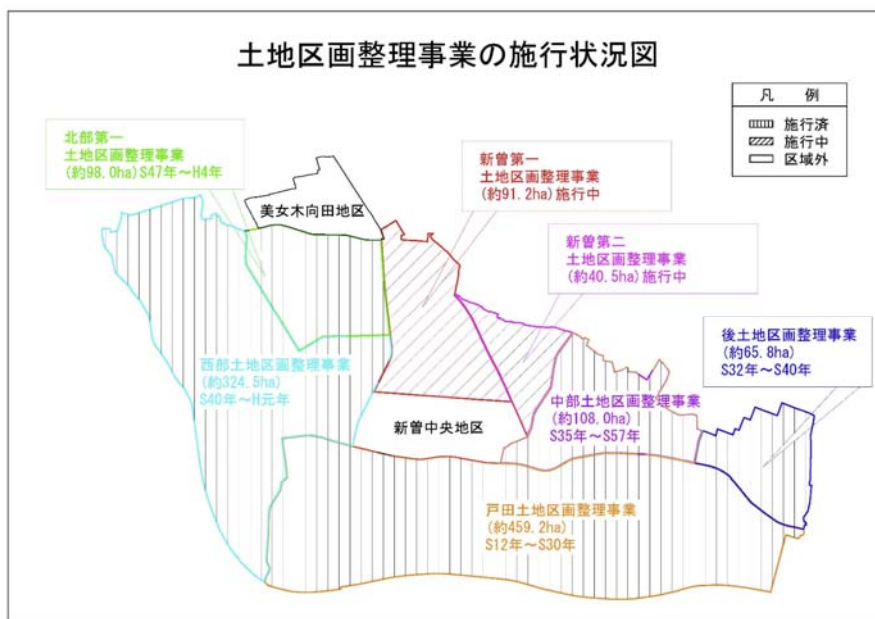 土地区画整理事業の施行状況図
凡 例
施行済
施行中
区域外
北部第一
土地区画整理事業
(約98.0ha)S47年～H4年
美女木向田地区
新曽第一
土地区画整理事業
(約91.2ha)施行中
新曽第二
土地区画整理事業
(約40.5ha)施行中
後土地区画整理事業
(約65.8ha)
S32年～S40年
西部土地区画整理事業
(約324.5ha)
S40年～H元年
中部土地区画整理事業
(約108.0ha)
S35年～S57年
新曽中央地区
戸田土地区画整理事業
(約459.2ha)
S12年～S30年